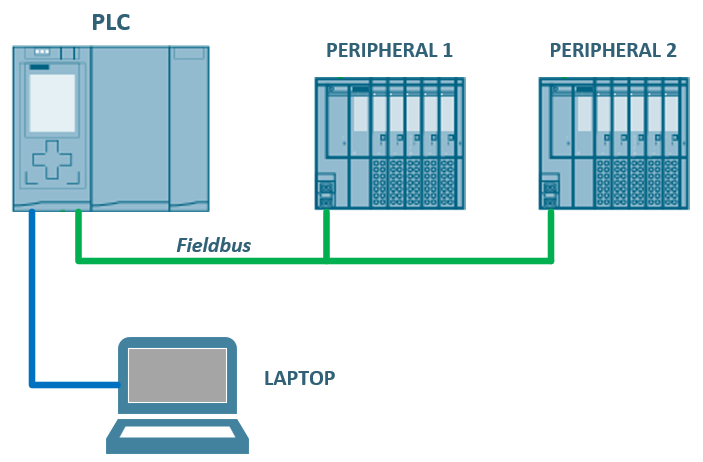 PLC
PERIPHERAL 1
PERIPHERAL 2
Fieldbus
LAPTOP